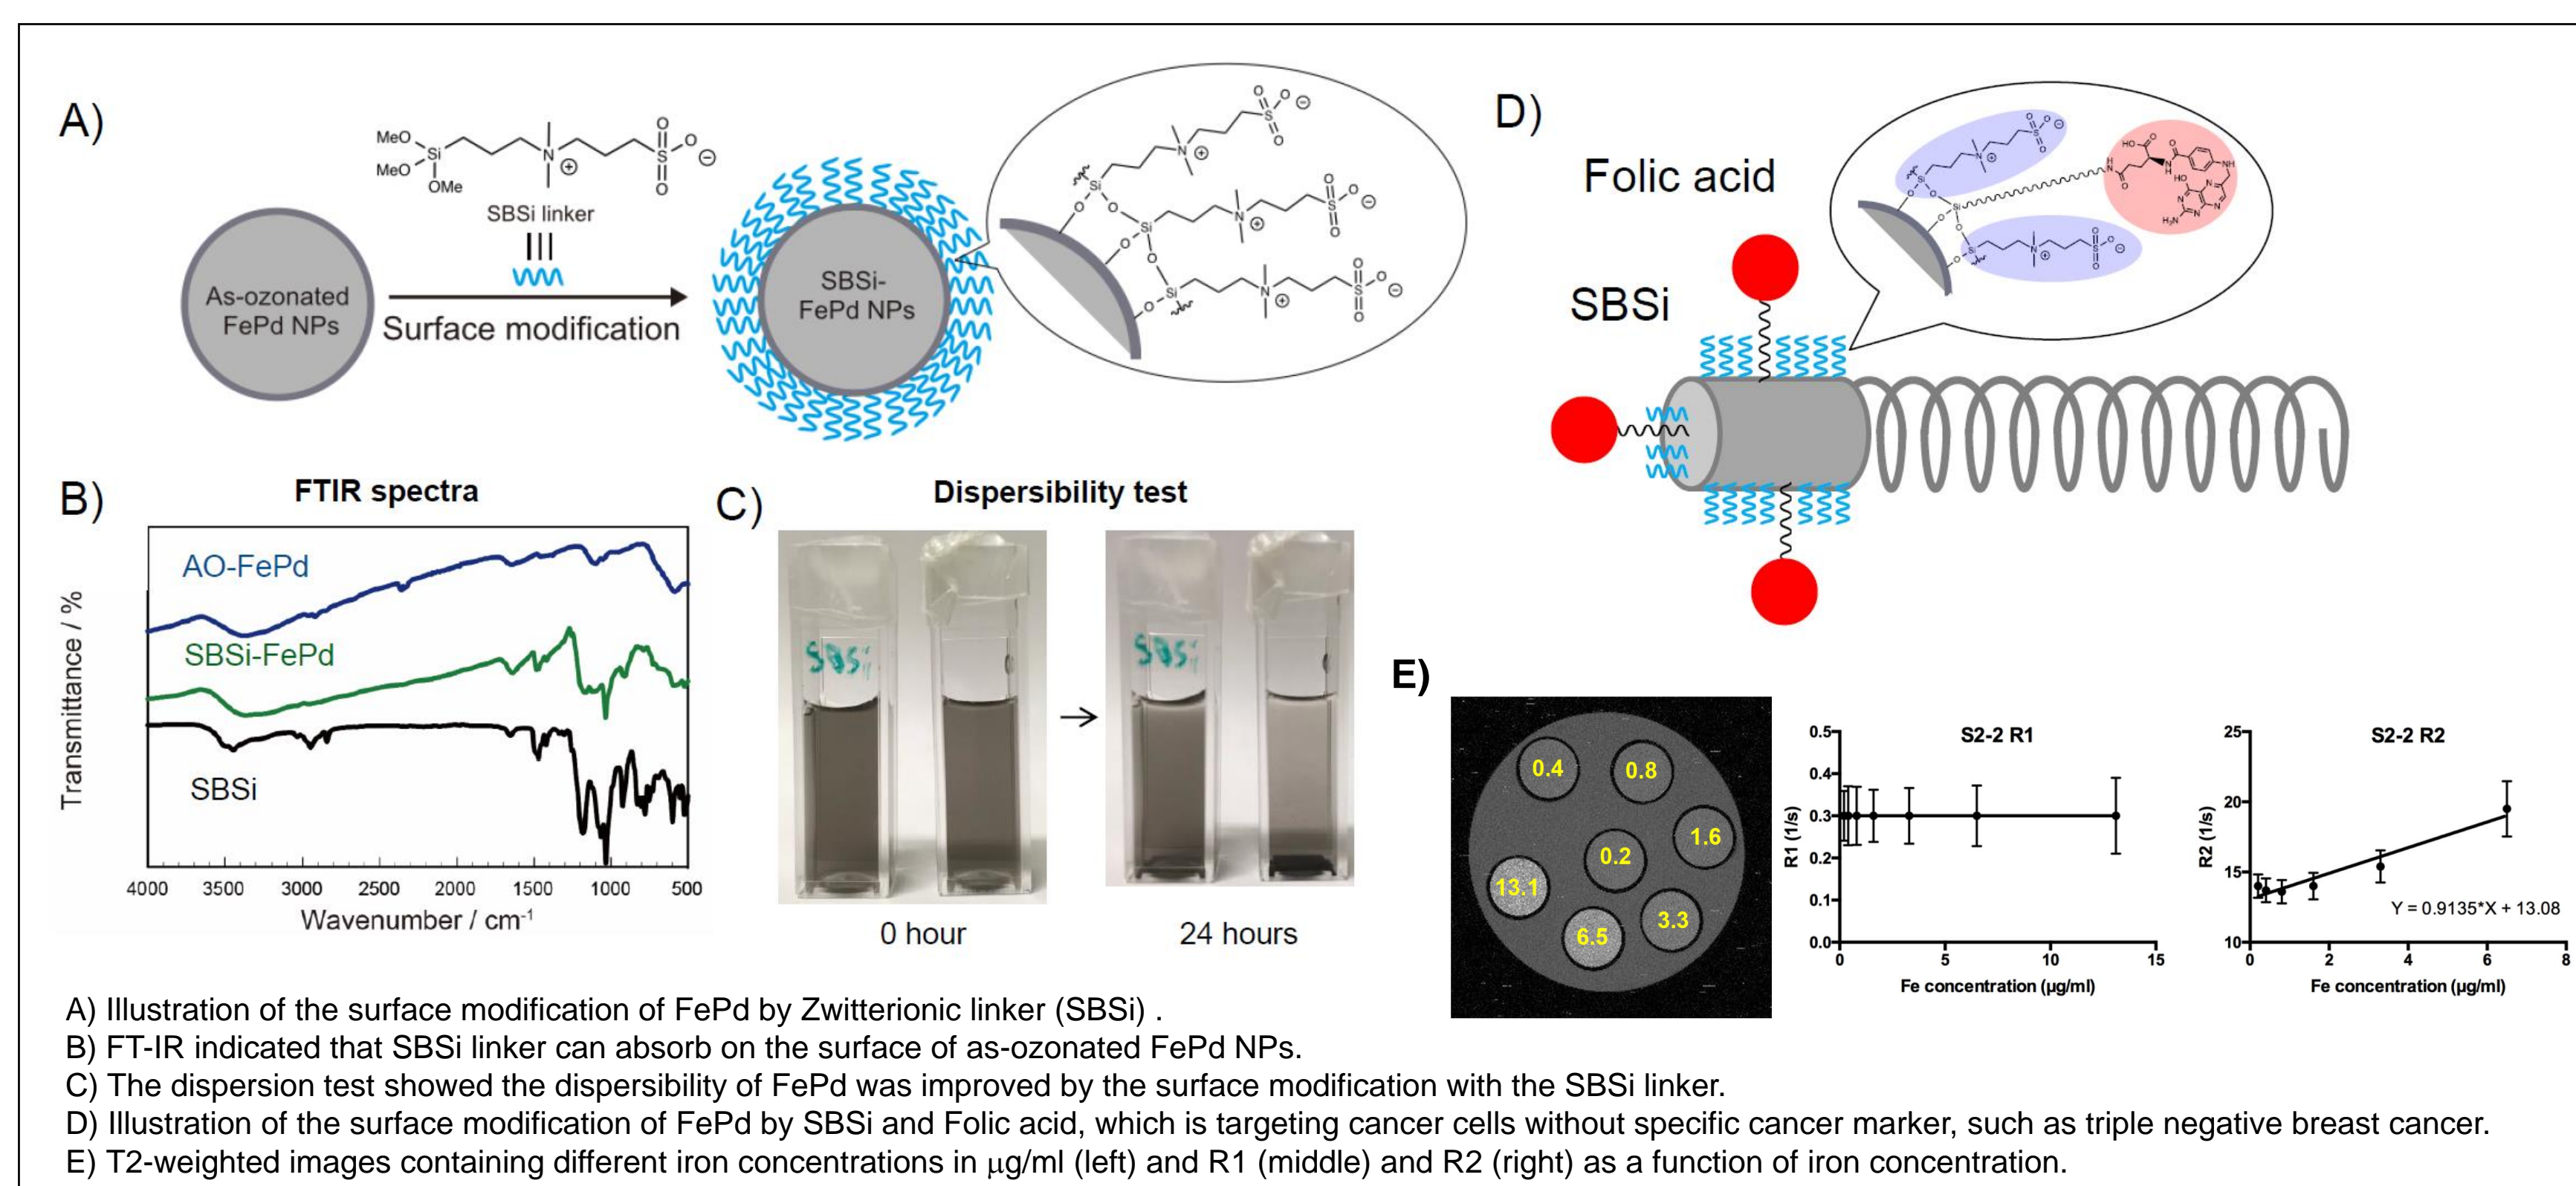 A)
MeO
MeO
Si
OMe
N
⊕
O
S
O
O
⊖
SBSi linker
As-ozonated
FePd NPs
Surface modification
SBSi-
FePd NPs
Si
O
O
N
⊕
O
S
O
O
⊖
Si
O
O
N
⊕
O
S
O
O
⊖
Si
O
N
⊕
O
S
O
O
⊖
B)
FTIR spectra
AO-FePd
SBSi-FePd
SBSi
Transmittance / %
4000 3500 3000 2500 2000 1500 1000 500
Wavenumber / cm-1
C)
Dispersibility test
SBSi
SBSi
0 hour
24 hours
D)
Folic acid
SBSi
Si
O
O
N
⊕
O
S
O
O
⊖
Si
O
O
Si
O
N
⊕
O
S
O
O
⊖
H
N
O
HO
O
N
H
O
NH
OH
N
N
N
N
H2N
E)
0.4
0.8
1.6
0.2
13.1
3.3
6.5
S2-2 R1
R1 (1/s)
0.5
0.4
0.3
0.2
0.1
0.0
0 5 10 15
Fe concentration (µg/ml)
S2-2 R2
R2 (1/s)
25
20
15
10
Y = 0.9135*X + 13.08
0 2 4 6 8
Fe concentration (µg/ml)
A) Illustration of the surface modification of FePd by Zwitterionic linker (SBSi) .
B) FT-IR indicated that SBSi linker can absorb on the surface of as-ozonated FePd NPs.
C) The dispersion test showed the dispersibility of FePd was improved by the surface modification with the SBSi linker.
D) Illustration of the surface modification of FePd by SBSi and Folic acid, which is targeting cancer cells without specific cancer marker, such as triple negative breast cancer.
E) T2-weighted images containing different iron concentrations in µg/ml (left) and R1 (middle) and R2 (right) as a function of iron concentration.